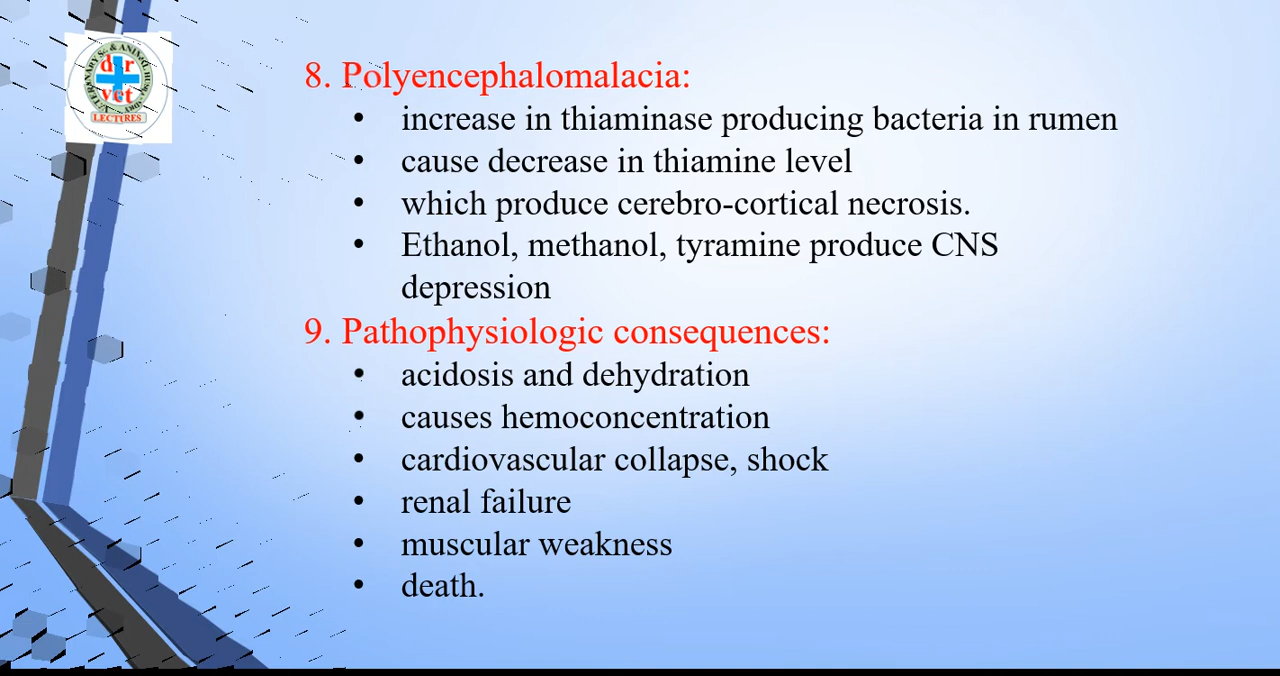 dr
vet
LECTURES
8. Polyencephalomalacia:
• increase in thiaminase producing bacteria in rumen
• cause decrease in thiamine level
• which produce cerebro-cortical necrosis.
• Ethanol, methanol, tyramine produce CNS
depression
9. Pathophysiologic consequences:
• acidosis and dehydration
• causes hemoconcentration
• cardiovascular collapse, shock
• renal failure
• muscular weakness
• death.